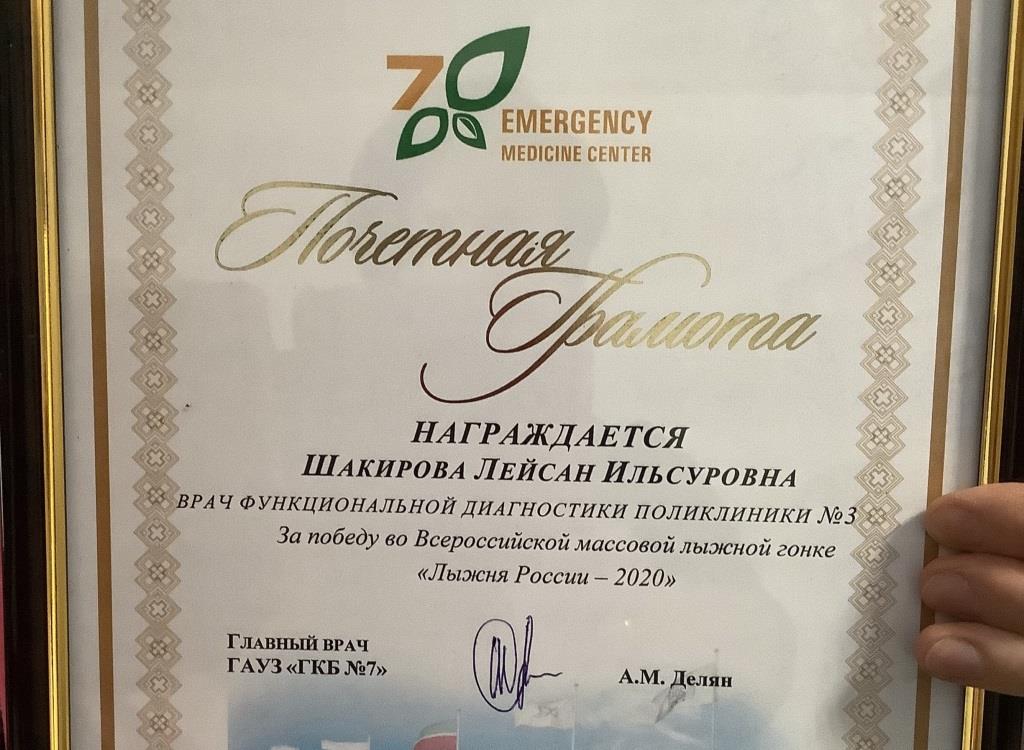 7
EMERGENCY
MEDICINE CENTER
Почетная
Грамота
НАГРАЖДАЕТСЯ
ШАКИРОВА ЛЕЙСАН ИЛЬСУРОВНА
ВРАЧ ФУНКЦИОНАЛЬНОЙ ДИАГНОСТИКИ ПОЛИКЛИНИКИ №3
За победу во Всероссийской массовой лыжной гонке
«Лыжня России – 2020»
ГЛАВНЫЙ ВРАЧ
ГАУЗ «ГКБ №7»
А.М. Делян